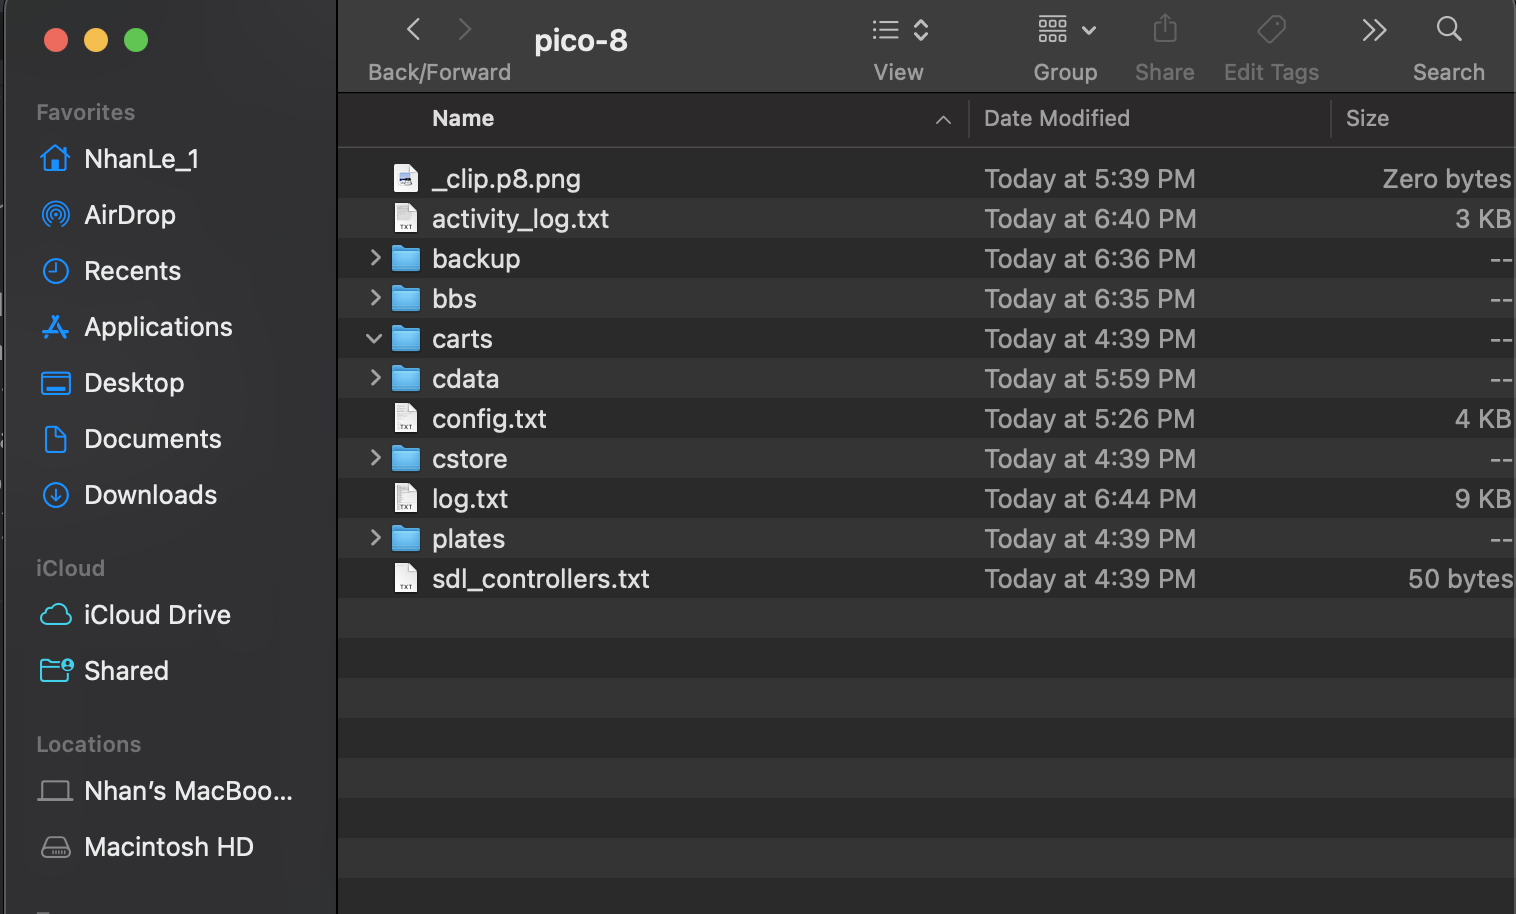 pico-8
Back/Forward
View
Group
Share
Edit Tags
Search
Favorites
NhanLe_1
AirDrop
Recents
Applications
Desktop
Documents
Downloads
iCloud
iCloud Drive
Shared
Locations
Nhan’s MacBoo...
Macintosh HD
Name Date Modified Size
_clip.p8.png Today at 5:39 PM Zero bytes
activity_log.txt Today at 6:40 PM 3 KB
backup Today at 6:36 PM --
bbs Today at 6:35 PM --
carts Today at 4:39 PM --
cdata Today at 5:59 PM --
config.txt Today at 5:26 PM 4 KB
cstore Today at 4:39 PM --
log.txt Today at 6:44 PM 9 KB
plates Today at 4:39 PM --
sdl_controllers.txt Today at 4:39 PM 50 bytes